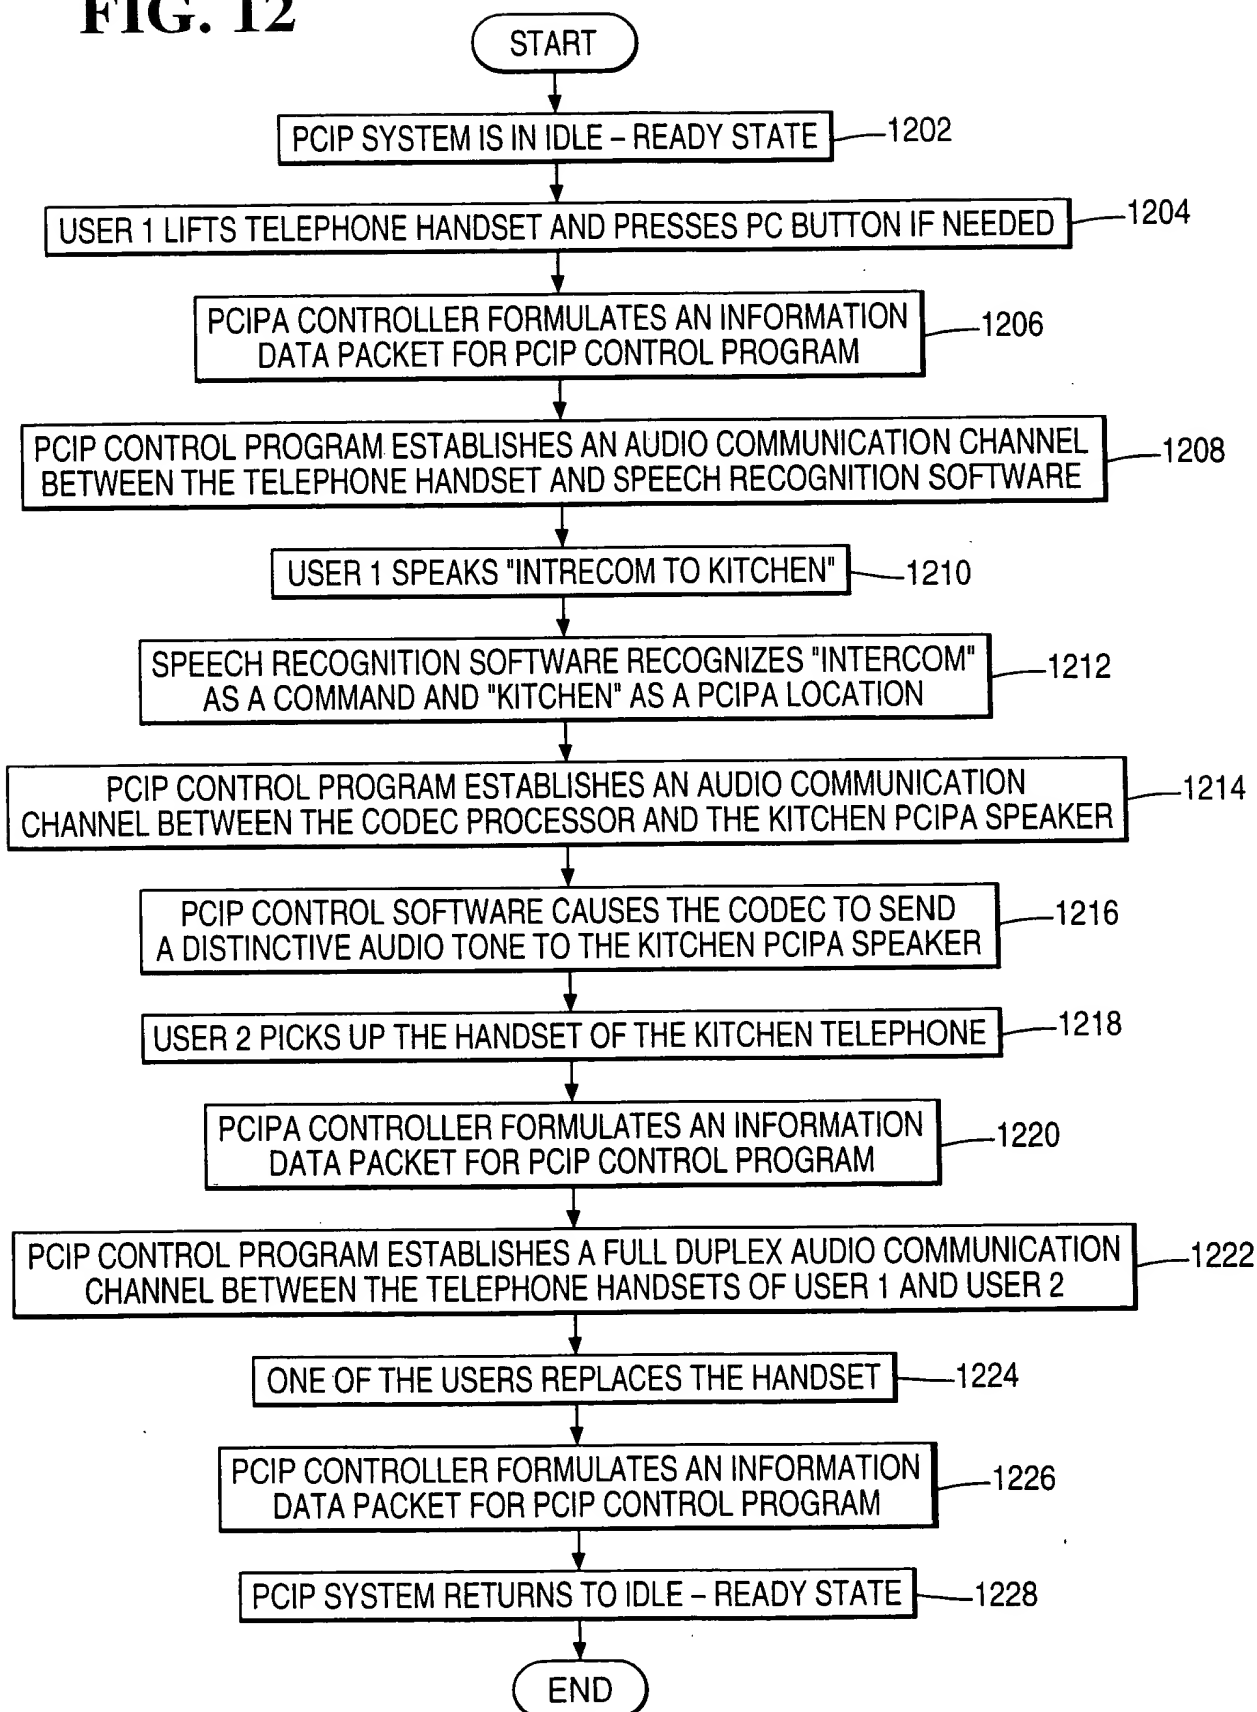 FIG. 12
START
PCIP SYSTEM IS IN IDLE – READY STATE
1202
USER 1 LIFTS TELEPHONE HANDSET AND PRESSES PC BUTTON IF NEEDED
1204
PCIPA CONTROLLER FORMULATES AN INFORMATION
DATA PACKET FOR PCIP CONTROL PROGRAM
1206
PCIP CONTROL PROGRAM ESTABLISHES AN AUDIO COMMUNICATION CHANNEL
BETWEEN THE TELEPHONE HANDSET AND SPEECH RECOGNITION SOFTWARE
1208
USER 1 SPEAKS "INTRECOM TO KITCHEN"
1210
SPEECH RECOGNITION SOFTWARE RECOGNIZES "INTERCOM"
AS A COMMAND AND "KITCHEN" AS A PCIPA LOCATION
1212
PCIP CONTROL PROGRAM ESTABLISHES AN AUDIO COMMUNICATION
CHANNEL BETWEEN THE CODEC PROCESSOR AND THE KITCHEN PCIPA SPEAKER
1214
PCIP CONTROL SOFTWARE CAUSES THE CODEC TO SEND
A DISTINCTIVE AUDIO TONE TO THE KITCHEN PCIPA SPEAKER
1216
USER 2 PICKS UP THE HANDSET OF THE KITCHEN TELEPHONE
1218
PCIPA CONTROLLER FORMULATES AN INFORMATION
DATA PACKET FOR PCIP CONTROL PROGRAM
1220
PCIP CONTROL PROGRAM ESTABLISHES A FULL DUPLEX AUDIO COMMUNICATION
CHANNEL BETWEEN THE TELEPHONE HANDSETS OF USER 1 AND USER 2
1222
ONE OF THE USERS REPLACES THE HANDSET
1224
PCIP CONTROLLER FORMULATES AN INFORMATION
DATA PACKET FOR PCIP CONTROL PROGRAM
1226
PCIP SYSTEM RETURNS TO IDLE – READY STATE
1228
END